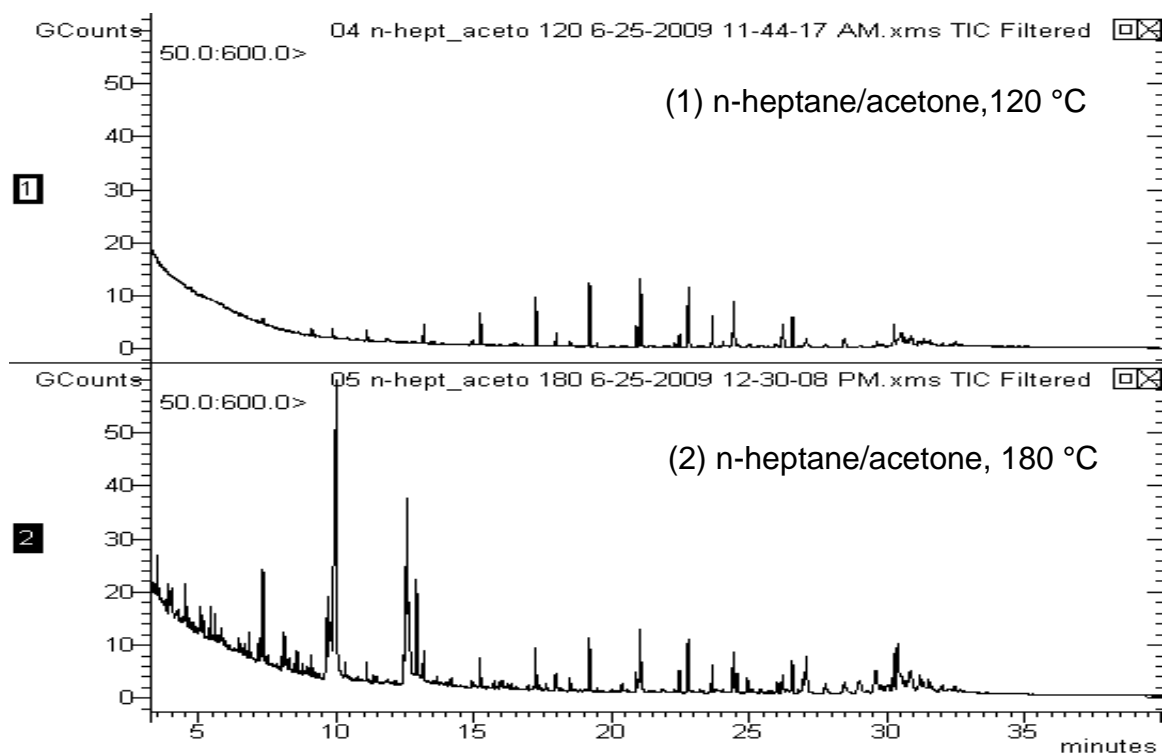 GCounts 04 n-hept_aceto 120 6-25-2009 11-44-17 AM.xms TIC Filtered
50.0:600.0>
(1) n-heptane/acetone,120 °C
50
40
1
30
20
10
0
GCounts 05 n-hept_aceto 180 6-25-2009 12-30-08 PM.xms TIC Filtered
50.0:600.0>
(2) n-heptane/acetone, 180 °C
50
40
2
30
20
10
0
5 10 15 20 25 30 35
minutes